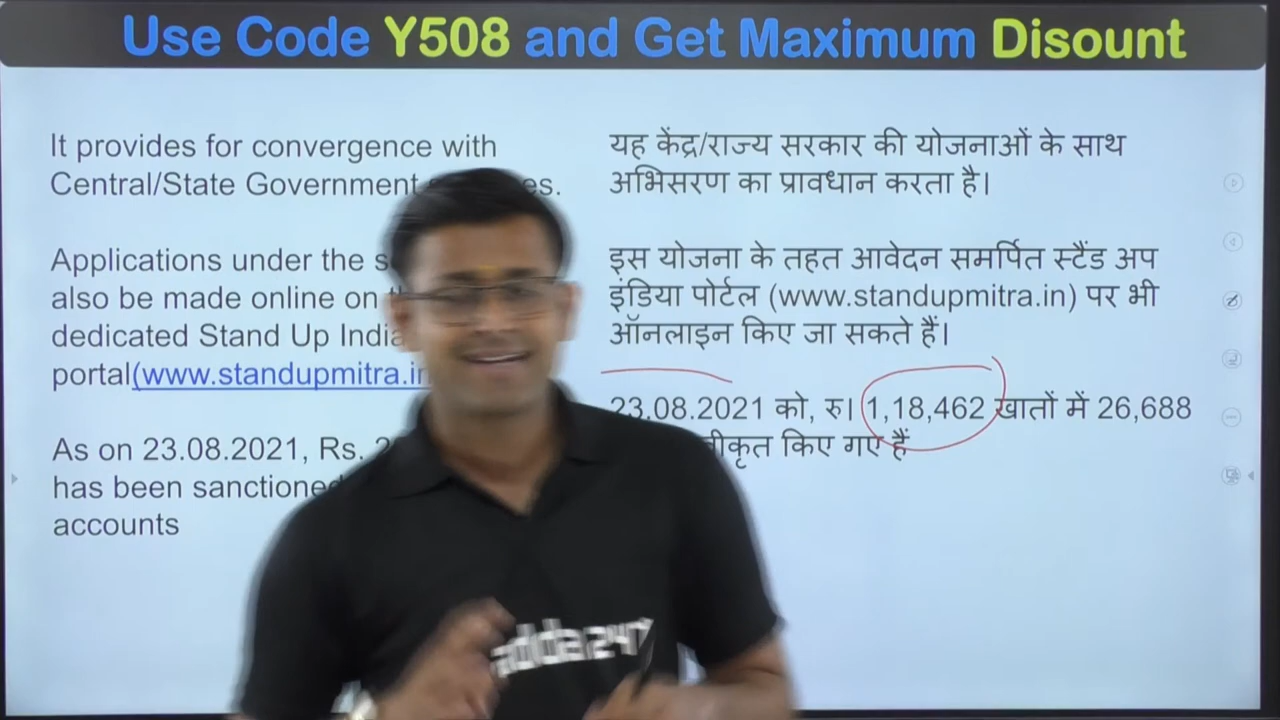 Use Code Y508 and Get Maximum Disount
It provides for convergence with
Central/State Government
Applications under the
also be made online on
dedicated Stand Up India
portal(www.standupmitra.in
As on 23.08.2021, Rs.
has been sanctioned
accounts
यह केंद्र/राज्य सरकार की योजनाओं के साथ
अभिसरण का प्रावधान करता है।
इस योजना के तहत आवेदन समर्पित स्टैंड अप
इंडिया पोर्टल (www.standupmitra.in) पर भी
ऑनलाइन किए जा सकते हैं।
23.08.2021 को, रु। 1,18,462 खातों में 26,688
किए गए हैं
adda247